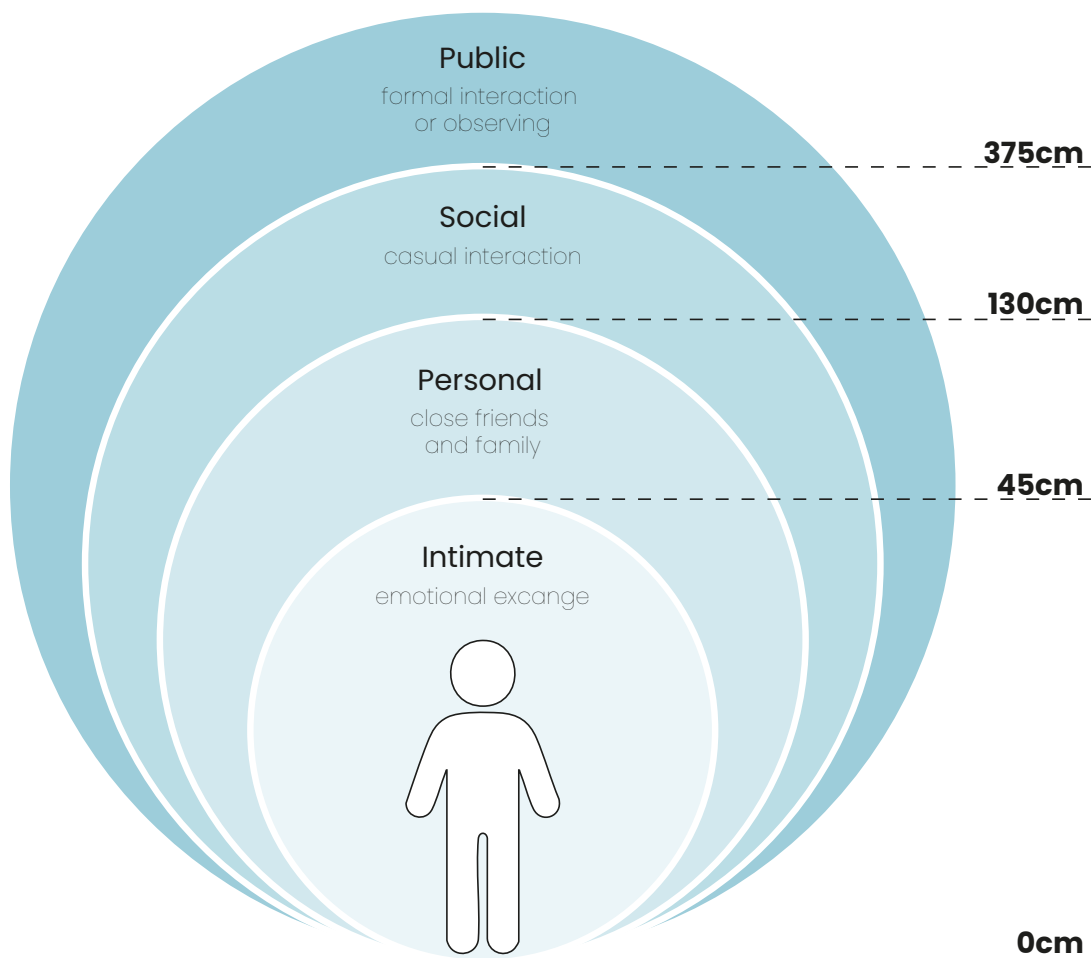 Public
formal interaction
or observing
375cm
Social
casual interaction
130cm
Personal
close friends
and family
45cm
Intimate
emotional excange
0cm